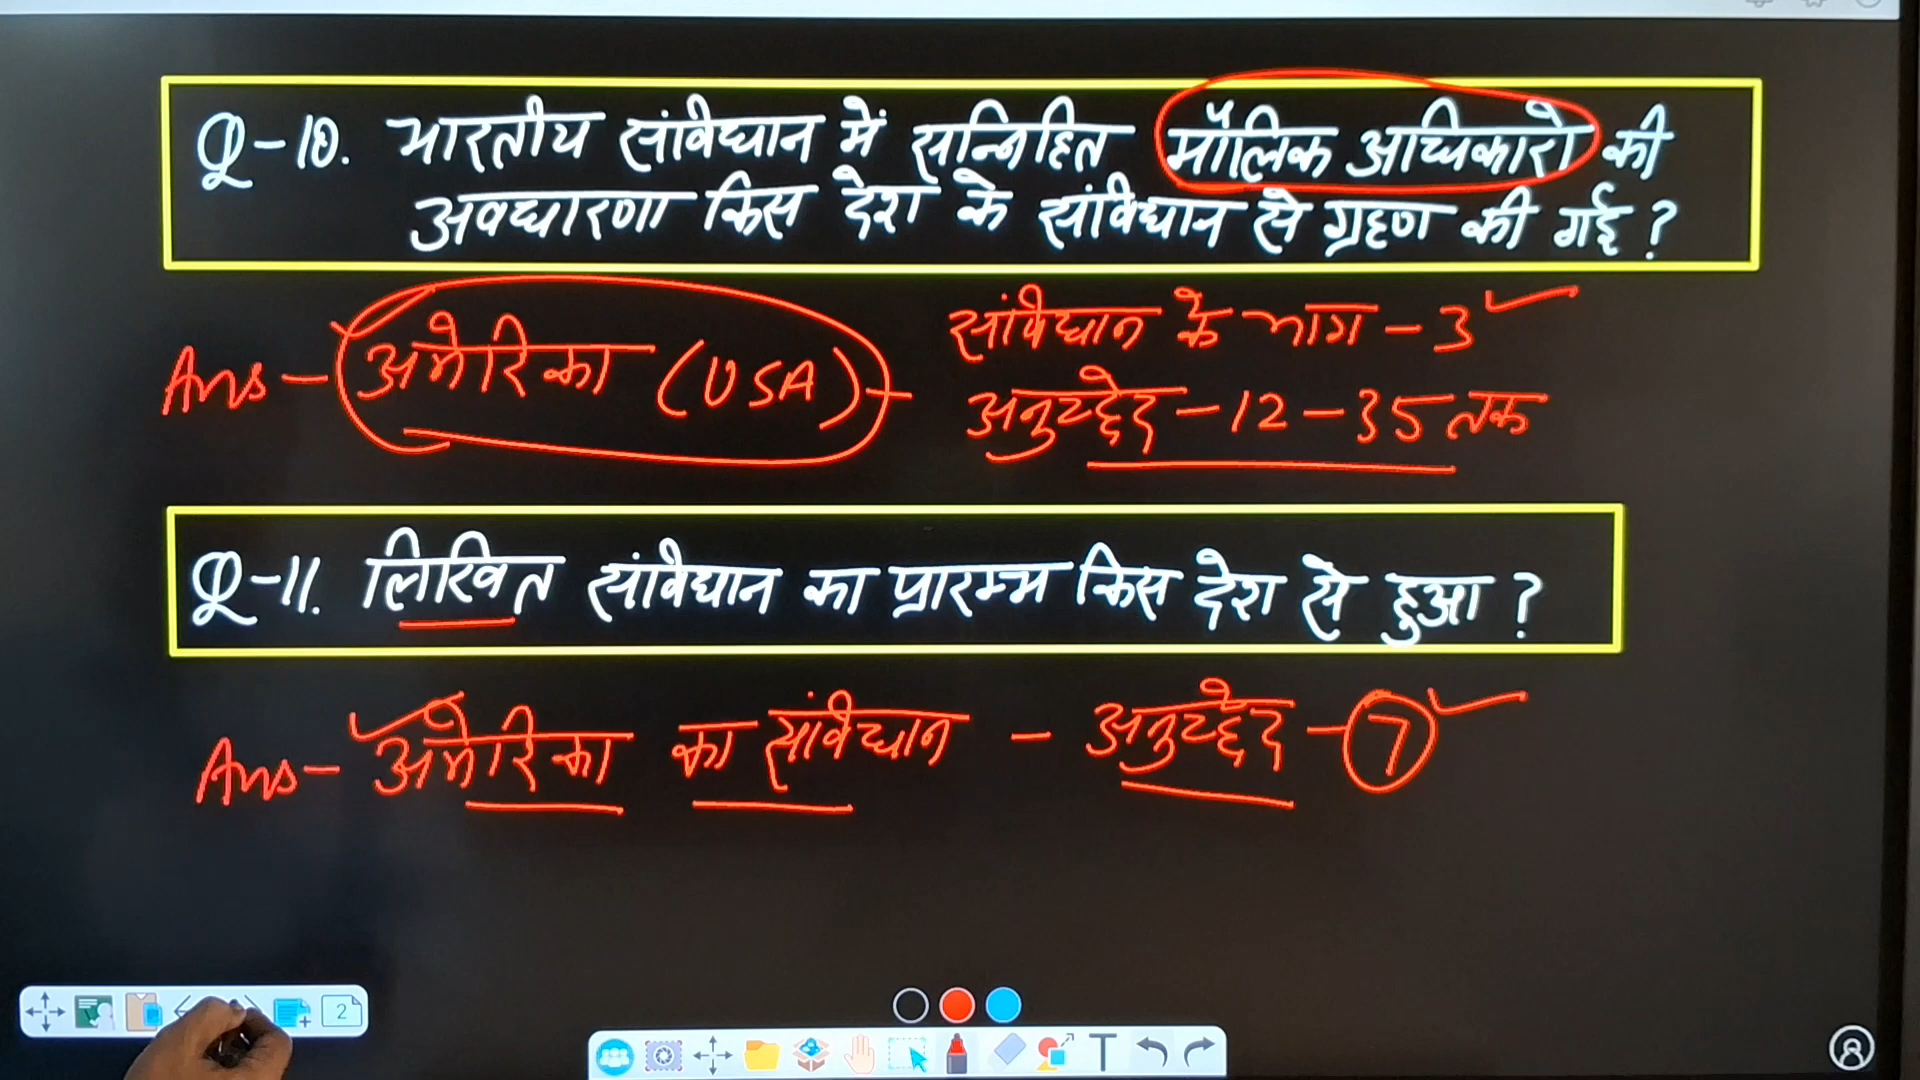 Q-10. भारतीय संविधान में सन्निहित मौलिक अधिकारो की
अवधारणा किस देश के संविधान से ग्रहण की गई ?
Ans - अमेरिका (USA) - संविधान के भाग - 3
अनुच्छेद - 12 - 35 तक
Q-11. लिखित संविधान का प्रारम्भ किस देश से हुआ ?
Ans - अमेरिका का संविधान - अनुच्छेद - 7
2
T